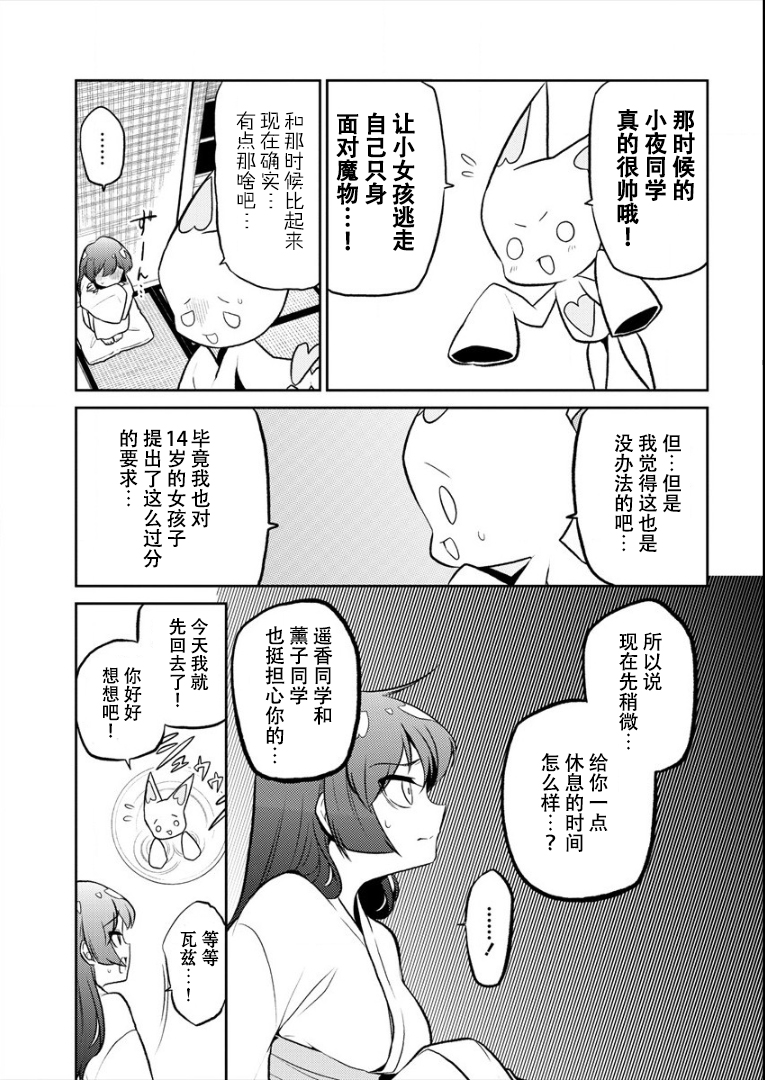 那时候的
小夜同学
真的很帅哦！
让小女孩逃走
自己只身
面对魔物…！
和那时候比起来
现在确实…
有点那啥吧…
……
ずーん
但…但是
我觉得这也是
没办法的吧…
毕竟我也对
14岁的女孩子
提出了这么过分
的要求…
所以说
现在先稍微…
给你一点
休息的时间
怎么样…？
遥香同学和
薰子同学
也挺担心你的…
……
今天我就
先回去了！
你好好
想想吧！
等等
瓦兹…！